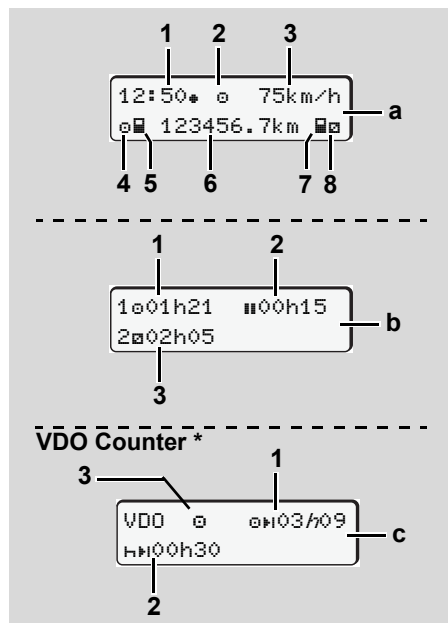 1 2 3
12:50● ⊙ 75km/h
a
⊙ 123456.7km
4 5 6 7 8
1 2
1⊙01h21 00h15
b
2⧄02h05
3
VDO Counter *
1
3
VDO ⊙ ⊙03h09
c
00h30
2